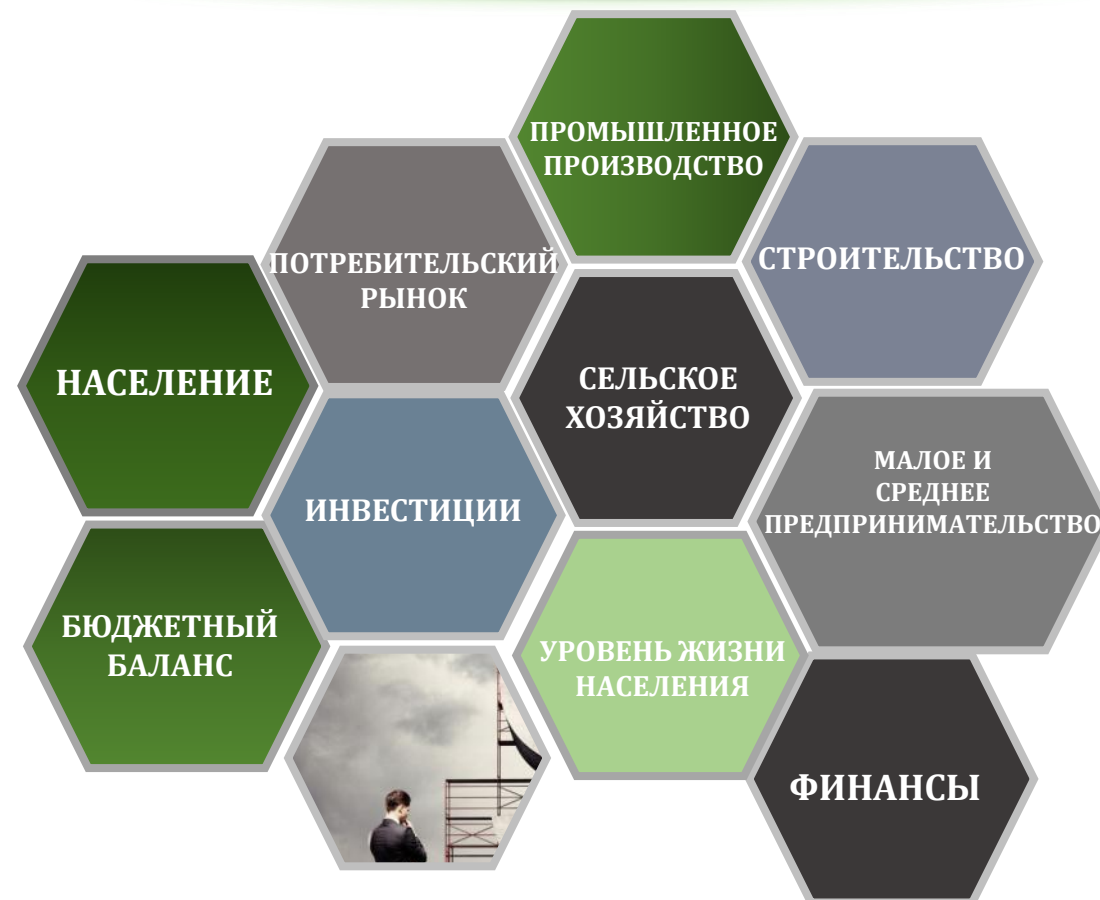 ПРОМЫШЛЕННОЕ
ПРОИЗВОДСТВО
ПОТРЕБИТЕЛЬСКИЙ
РЫНОК
СТРОИТЕЛЬСТВО
НАСЕЛЕНИЕ
СЕЛЬСКОЕ
ХОЗЯЙСТВО
МАЛОЕ И
СРЕДНЕЕ
ПРЕДПРИНИМАТЕЛЬСТВО
ИНВЕСТИЦИИ
БЮДЖЕТНЫЙ
БАЛАНС
УРОВЕНЬ ЖИЗНИ
НАСЕЛЕНИЯ
ФИНАНСЫ